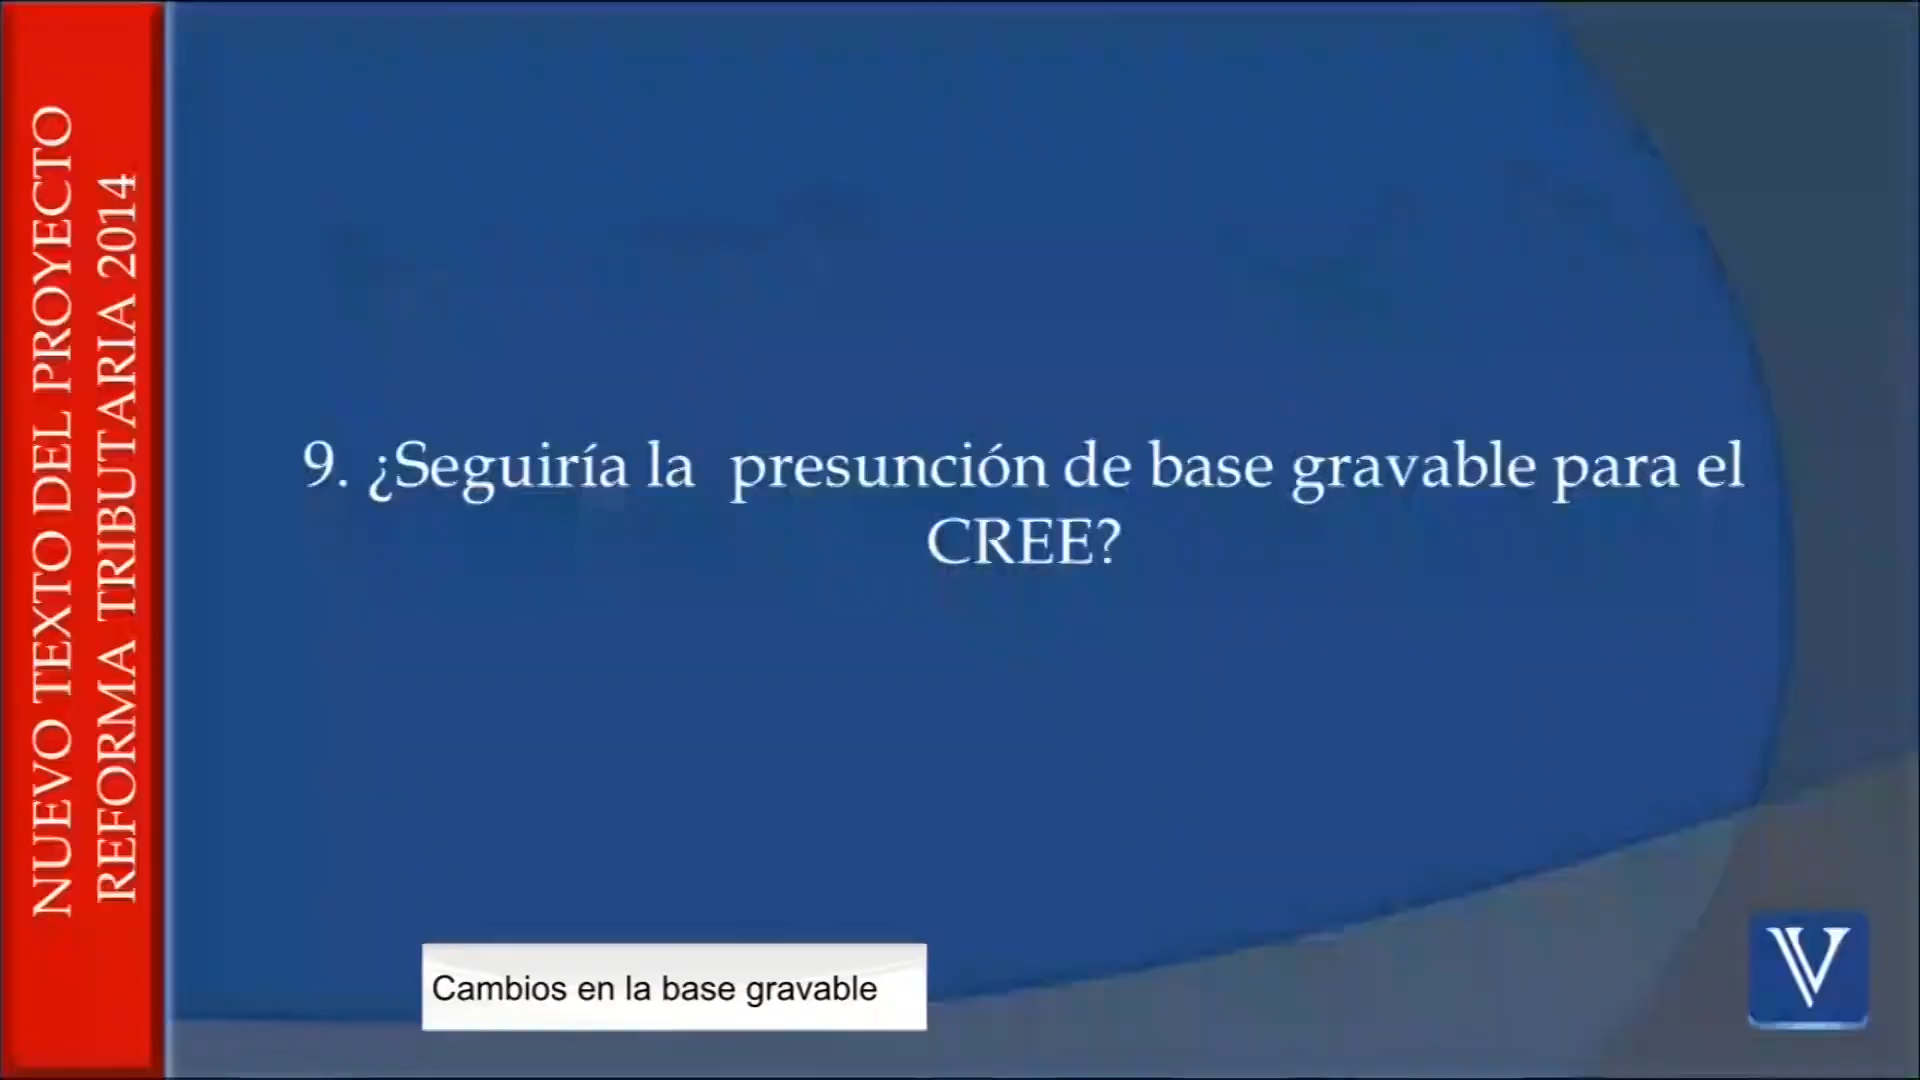 NUEVO TEXTO DEL PROYECTO
REFORMA TRIBUTARIA 2014
9. ¿Seguiría la presunción de base gravable para el
CREE?
Cambios en la base gravable
V